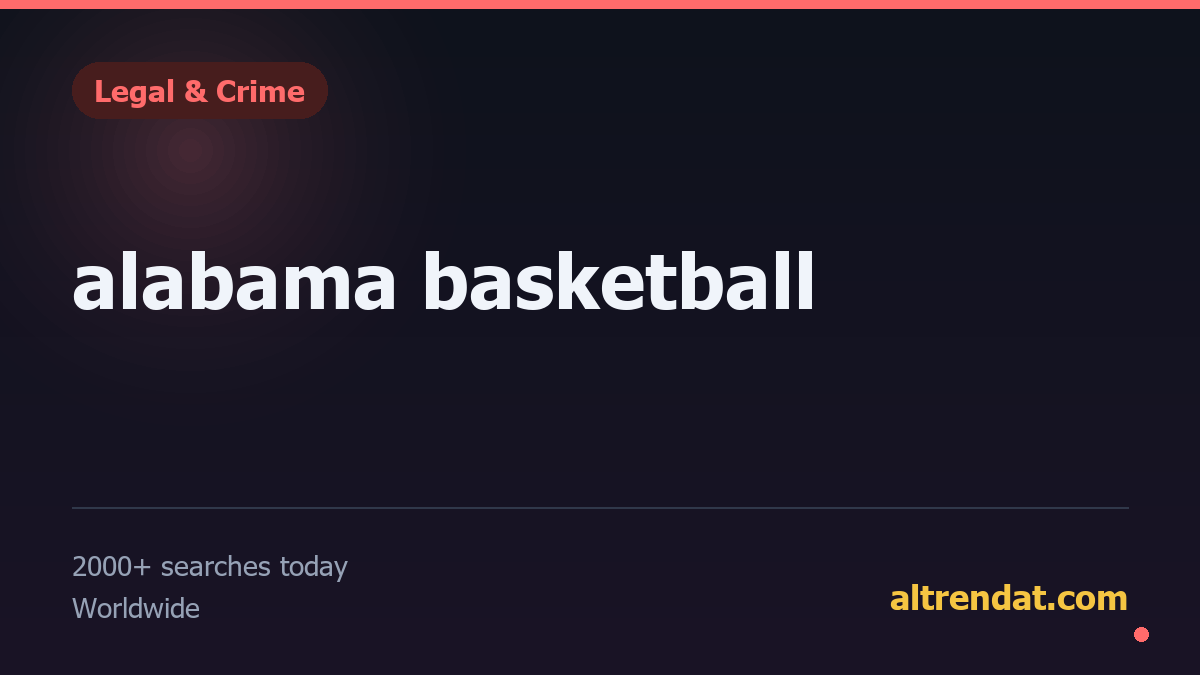 Legal & Crime
alabama basketball
2000+ searches today
Worldwide
altrendat.com